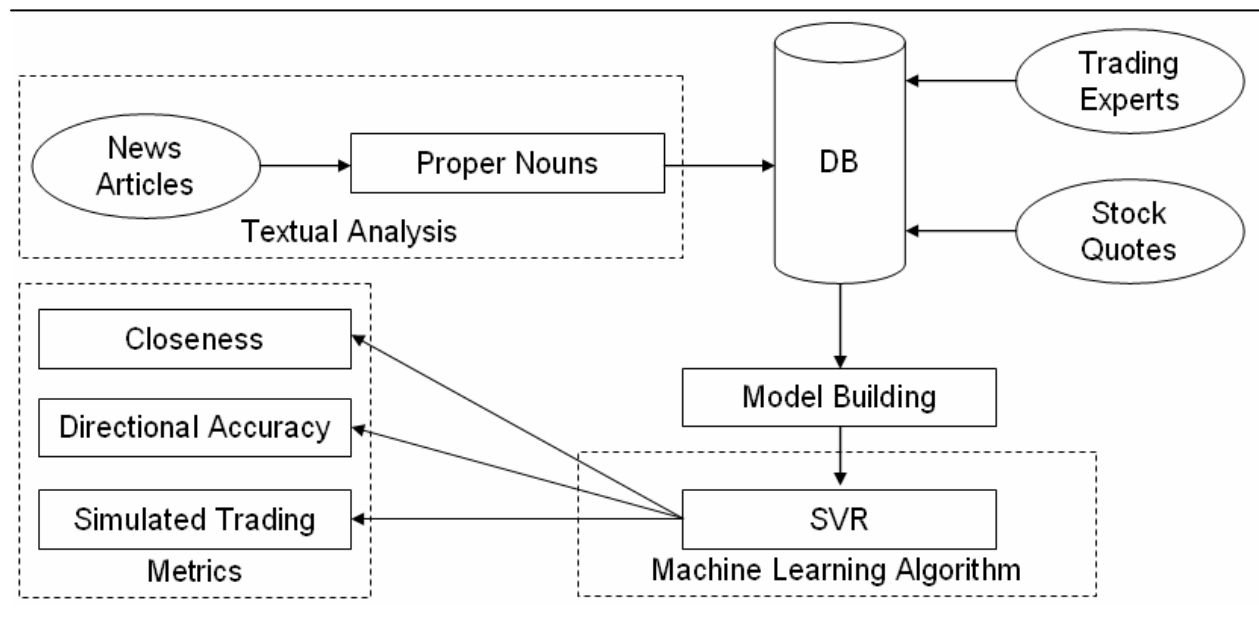 News
Articles
Proper Nouns
Textual Analysis
DB
Trading
Experts
Stock
Quotes
Closeness
Directional Accuracy
Simulated Trading
Metrics
Model Building
SVR
Machine Learning Algorithm